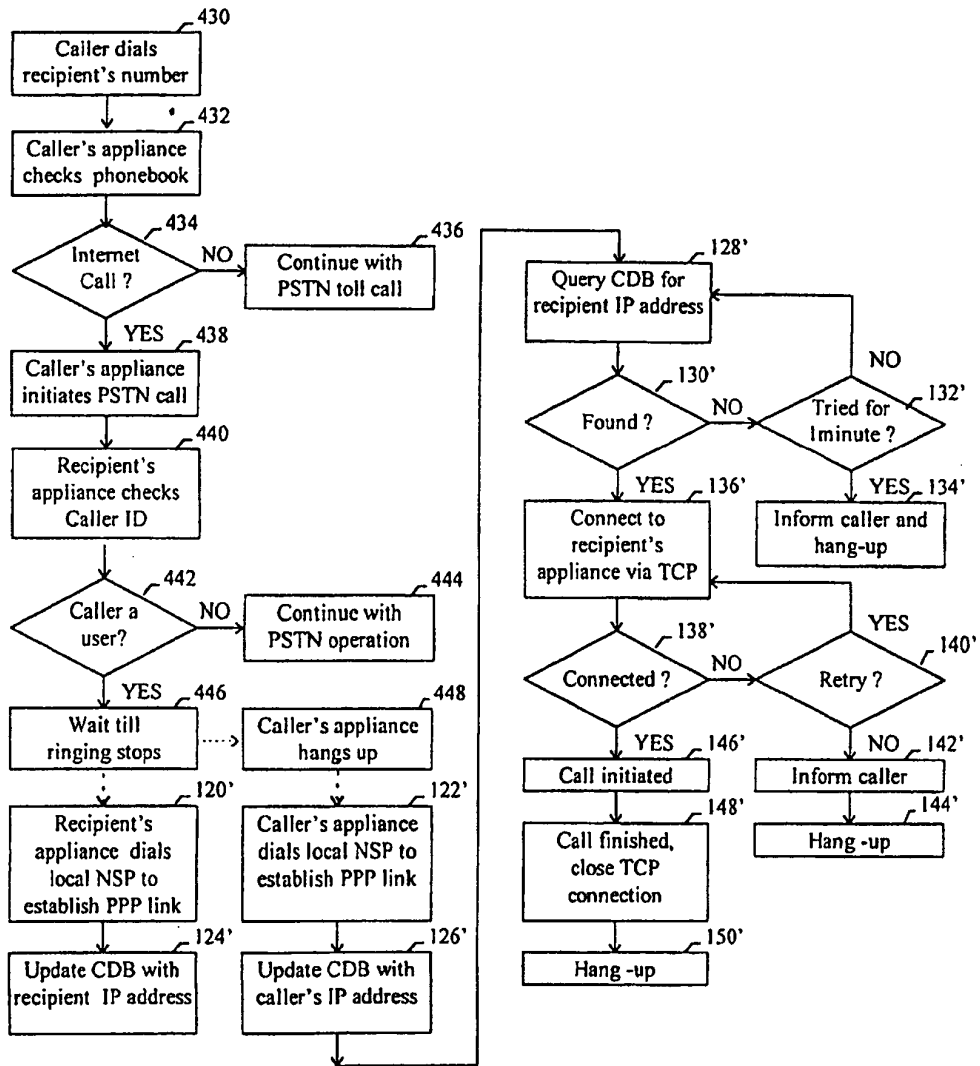 430
Caller dials
recipient's number
432
Caller's appliance
checks phonebook
434
Internet
Call ?
NO
436
Continue with
PSTN toll call
YES
438
Caller's appliance
initiates PSTN call
440
Recipient's
appliance checks
Caller ID
442
Caller a
user?
NO
444
Continue with
PSTN operation
YES
446
Wait till
ringing stops
448
Caller's appliance
hangs up
120'
Recipient's
appliance dials
local NSP to
establish PPP link
122'
Caller's appliance
dials local NSP to
establish PPP link
124'
Update CDB with
recipient IP address
126'
Update CDB with
caller's IP address
128'
Query CDB for
recipient IP address
130'
Found ?
NO
132'
Tried for
1minute ?
NO
YES
134'
Inform caller and
hang-up
YES
136'
Connect to
recipient's
appliance via TCP
138'
Connected ?
NO
140'
Retry ?
YES
NO
142'
Inform caller
144'
Hang -up
YES
146'
Call initiated
148'
Call finished,
close TCP
connection
150'
Hang -up